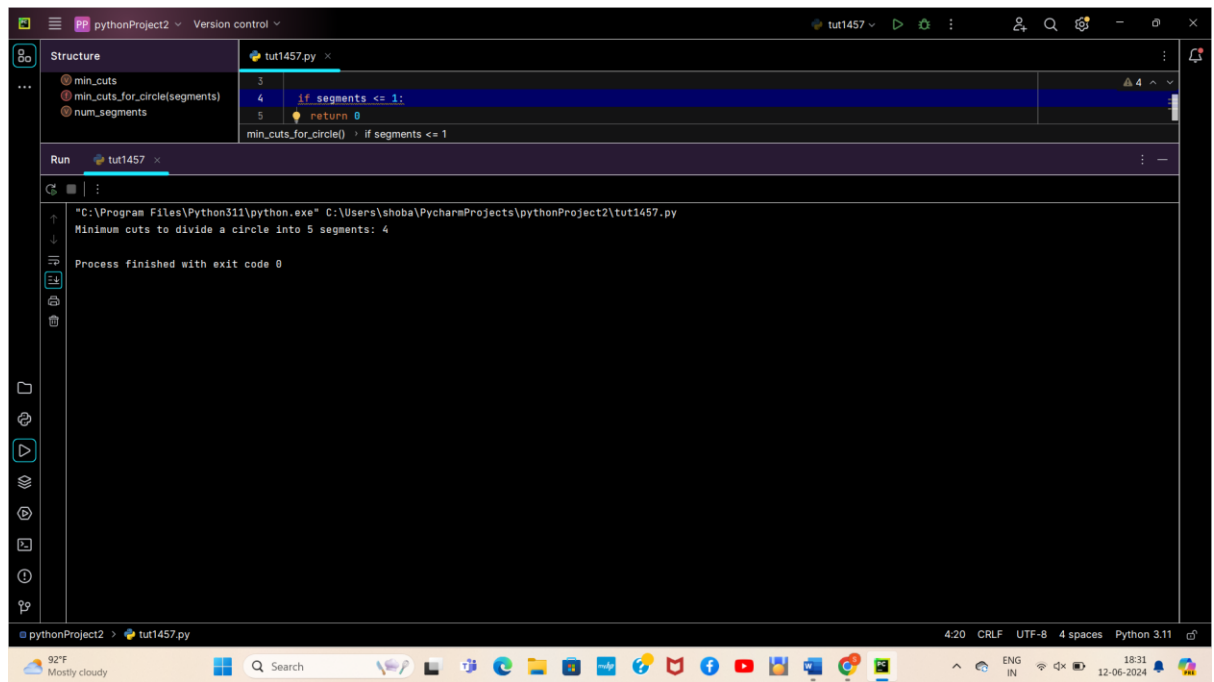 PP pythonProject2 Version control tut1457
Structure tut1457.py
min_cuts
min_cuts_for_circle(segments)
num_segments
3
4 if segments <= 1:
5 return 0
4
min_cuts_for_circle() › if segments <= 1
Run tut1457
"C:\Program Files\Python311\python.exe" C:\Users\shoba\PycharmProjects\pythonProject2\tut1457.py
Minimum cuts to divide a circle into 5 segments: 4
Process finished with exit code 0
pythonProject2 > tut1457.py 4:20 CRLF UTF-8 4 spaces Python 3.11
92°F
Mostly cloudy
Search
ENG
IN
18:31
12-06-2024